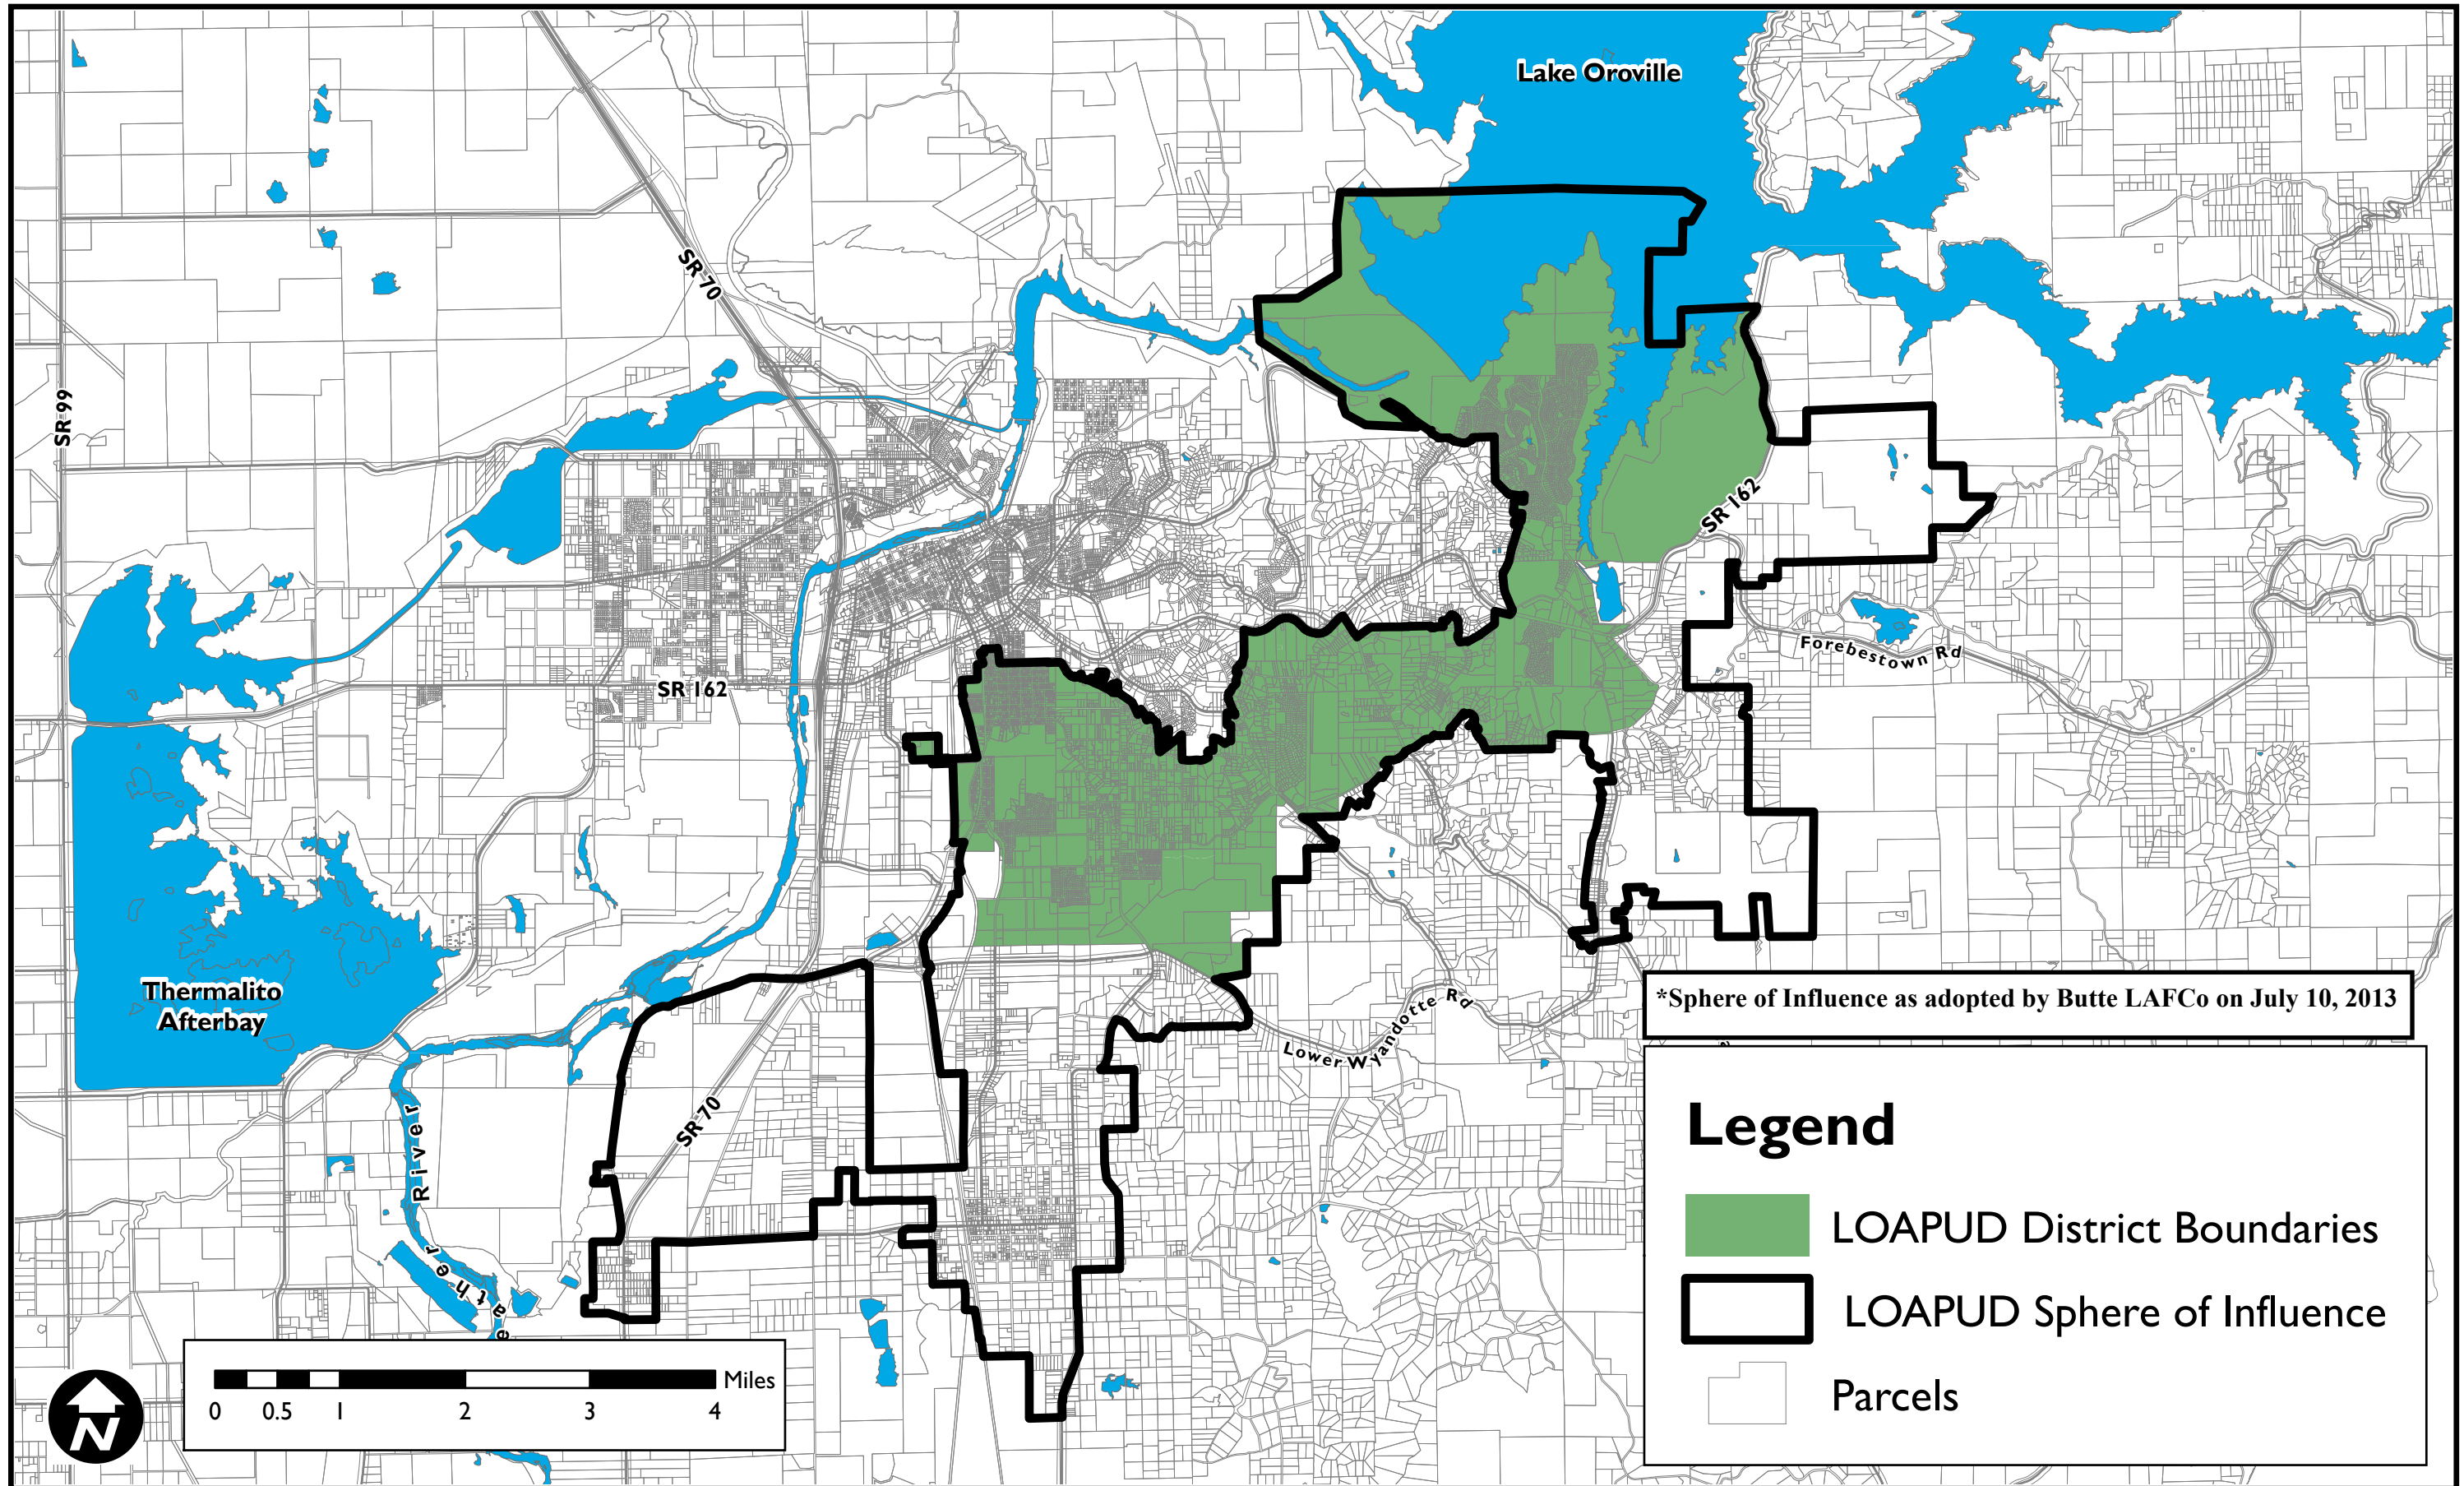 Lake Oroville
SR 70
SR 99
SR 162
SR 162
Forebestown Rd
Thermalito
Afterbay
*Sphere of Influence as adopted by Butte LAFCo on July 10, 2013
Lower Wyandotte Rd
SR 70
River
eather
Legend
LOAPUD District Boundaries
LOAPUD Sphere of Influence
Parcels
Miles
0 0.5 1 2 3 4
N